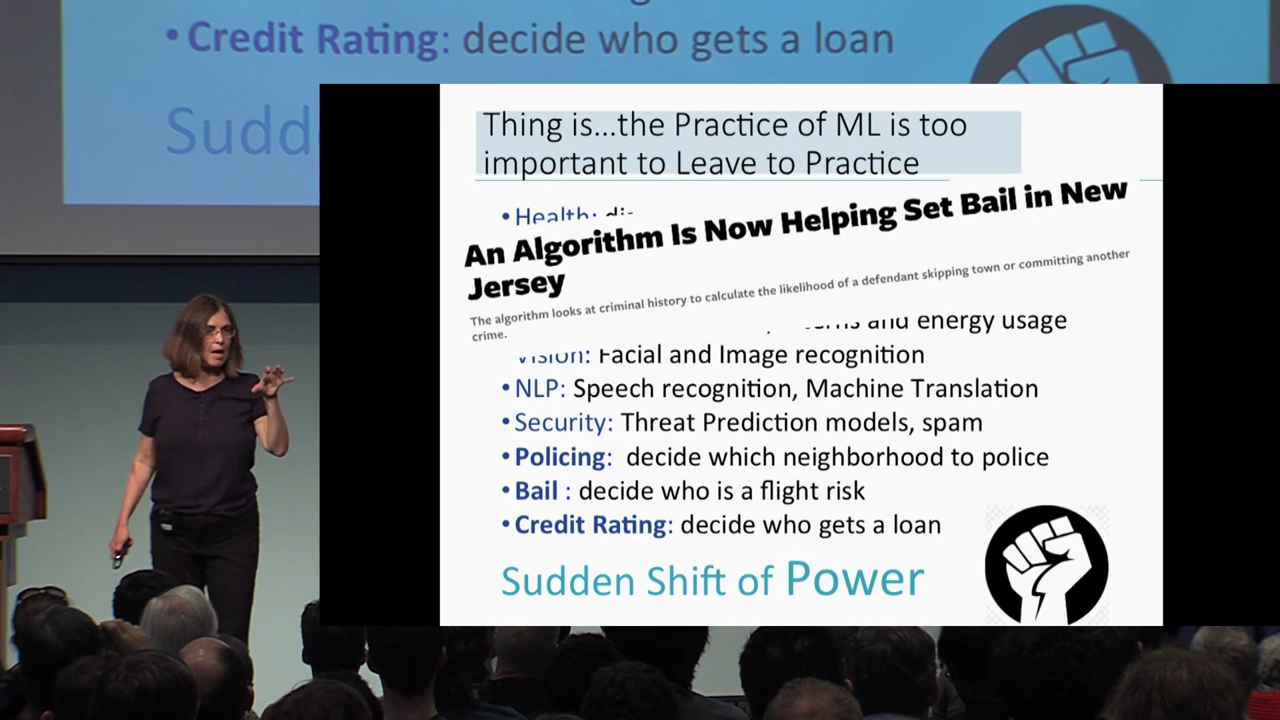 • Credit Rating: decide who gets a loan
Sudd
Thing is...the Practice of ML is too
important to Leave to Practice
• Health:
An Algorithm Is Now Helping Set Bail in New
Jersey
The algorithm looks at criminal history to calculate the likelihood of a defendant skipping town or committing another
crime.
and energy usage
Vision: Facial and Image recognition
• NLP: Speech recognition, Machine Translation
• Security: Threat Prediction models, spam
• Policing: decide which neighborhood to police
• Bail : decide who is a flight risk
• Credit Rating: decide who gets a loan
Sudden Shift of Power